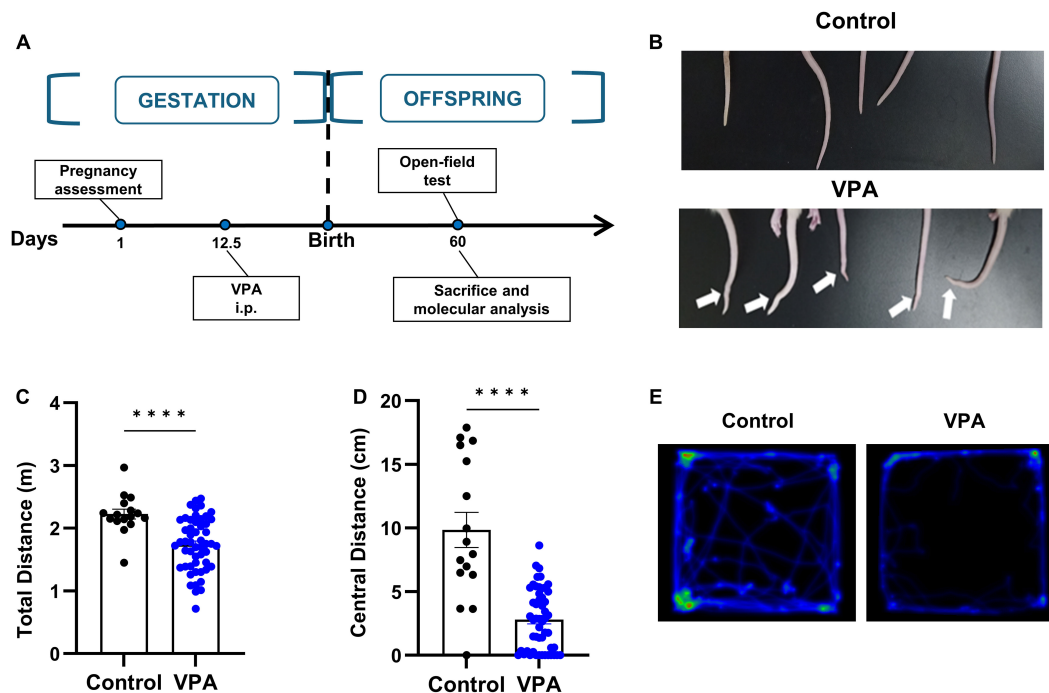 A
GESTATION
OFFSPRING
Pregnancy
assessment
Open-field
test
Days
1
12.5
Birth
60
VPA
i.p.
Sacrifice and
molecular analysis
B
Control
VPA
C
Total Distance (m)
4
3
2
1
0
****
Control VPA
D
Central Distance (cm)
20
15
10
5
0
****
Control VPA
E
Control
VPA